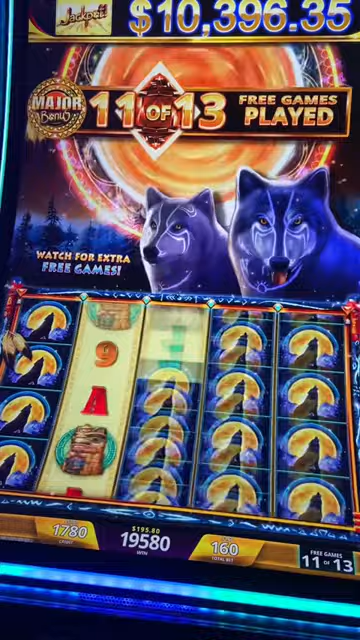 Jackpot
$10,396.35
MAJOR
Bonus
11 OF 13
FREE GAMES
PLAYED
WATCH FOR EXTRA
FREE GAMES!
9
A
1780
$195.80
19580
WIN
160
TOTAL BET
FREE GAMES
11 OF 13